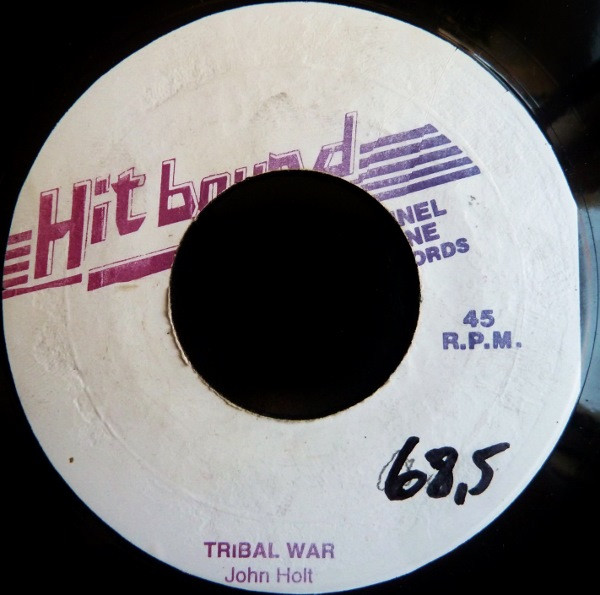 Hit bound
NEL
NE
ORDS
45
R.P.M.
68,5
TRiBAL WAR
John Holt